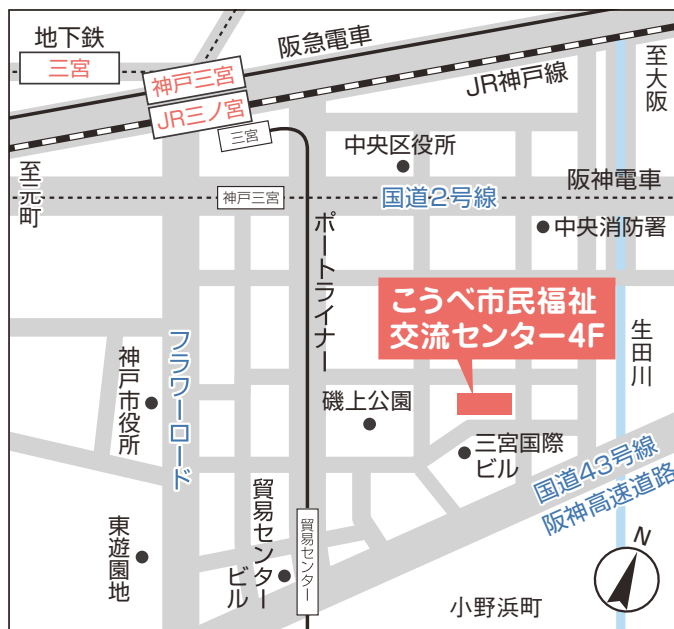 地下鉄
三宮
阪急電車
神戸三宮
JR三ノ宮
三宮
JR神戸線
至大阪
至元町
中央区役所
神戸三宮
国道2号線
阪神電車
中央消防署
ポートライナー
こうべ市民福祉
交流センター4F
生田川
フラワーロード
神戸市役所
磯上公園
三宮国際
ビル
国道43号線
阪神高速道路
貿易センター
ビル
貿易センター
東遊園地
小野浜町
N